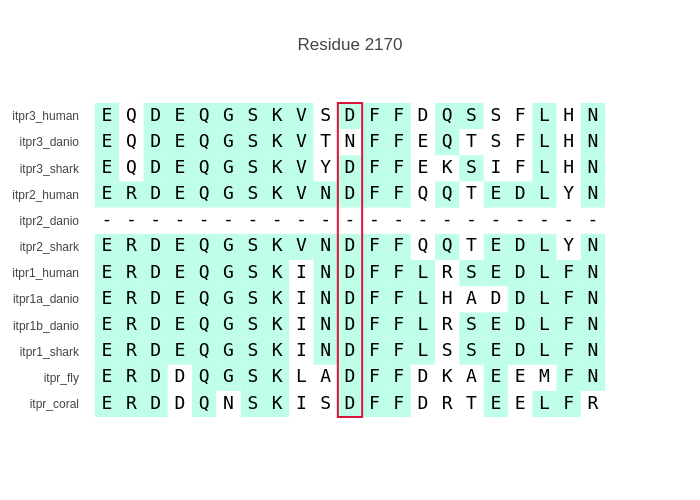 Residue 2170
itpr3_human E Q D E Q G S K V S D F F D Q S S F L H N
itpr3_danio E Q D E Q G S K V T N F F E Q T S F L H N
itpr3_shark E Q D E Q G S K V Y D F F E K S I F L H N
itpr2_human E R D E Q G S K V N D F F Q Q T E D L Y N
itpr2_danio - - - - - - - - - - - - - - - - - - - - -
itpr2_shark E R D E Q G S K V N D F F Q Q T E D L Y N
itpr1_human E R D E Q G S K I N D F F L R S E D L F N
itpr1a_danio E R D E Q G S K I N D F F L H A D D L F N
itpr1b_danio E R D E Q G S K I N D F F L R S E D L F N
itpr1_shark E R D E Q G S K I N D F F L S S E D L F N
itpr_fly E R D D Q G S K L A D F F D K A E E M F N
itpr_coral E R D D Q N S K I S D F F D R T E E L F R